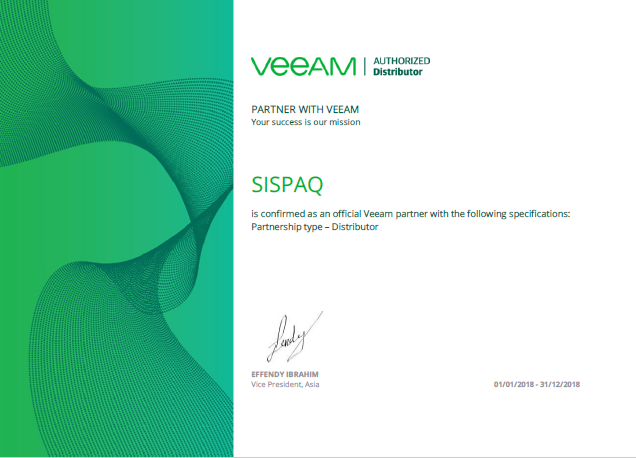 veeam | AUTHORIZED
Distributor
PARTNER WITH VEEAM
Your success is our mission
SISPAQ
is confirmed as an official Veeam partner with the following specifications:
Partnership type – Distributor
EFFENDY IBRAHIM
Vice President, Asia
01/01/2018 - 31/12/2018